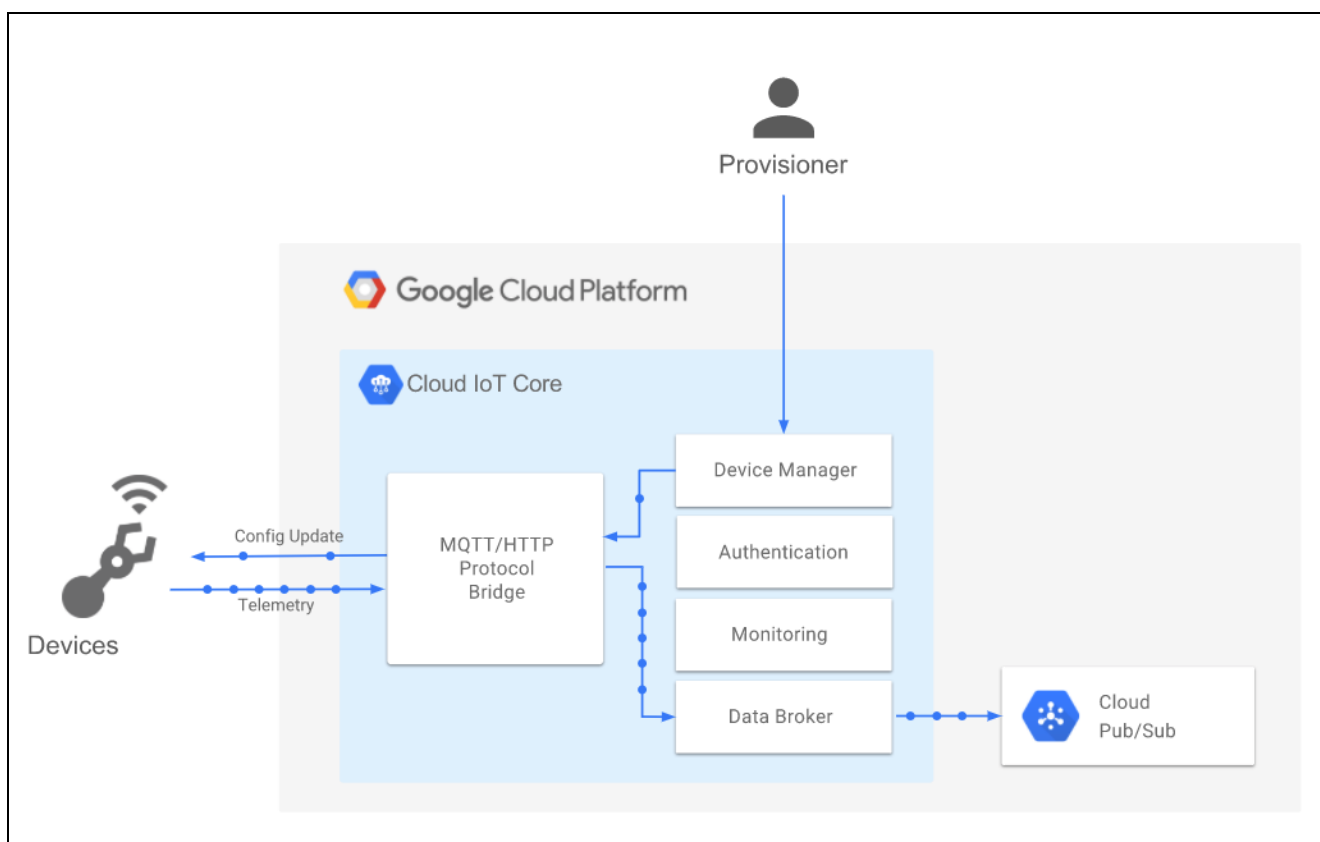 Provisioner
Google Cloud Platform
Cloud IoT Core
Device Manager
Config Update
MQTT/HTTP
Protocol
Bridge
Authentication
Telemetry
Monitoring
Devices
Data Broker
Cloud
Pub/Sub